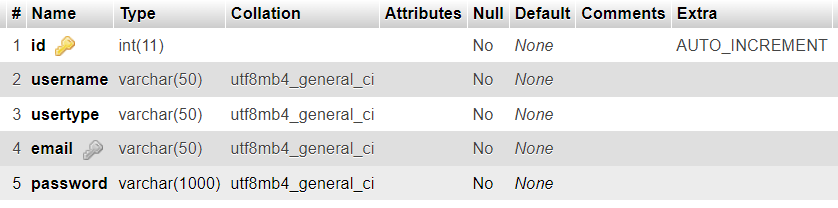 # Name Type Collation Attributes Null Default Comments Extra
1 id int(11) No None AUTO_INCREMENT
2 username varchar(50) utf8mb4_general_ci No None
3 usertype varchar(50) utf8mb4_general_ci No None
4 email varchar(50) utf8mb4_general_ci No None
5 password varchar(1000) utf8mb4_general_ci No None